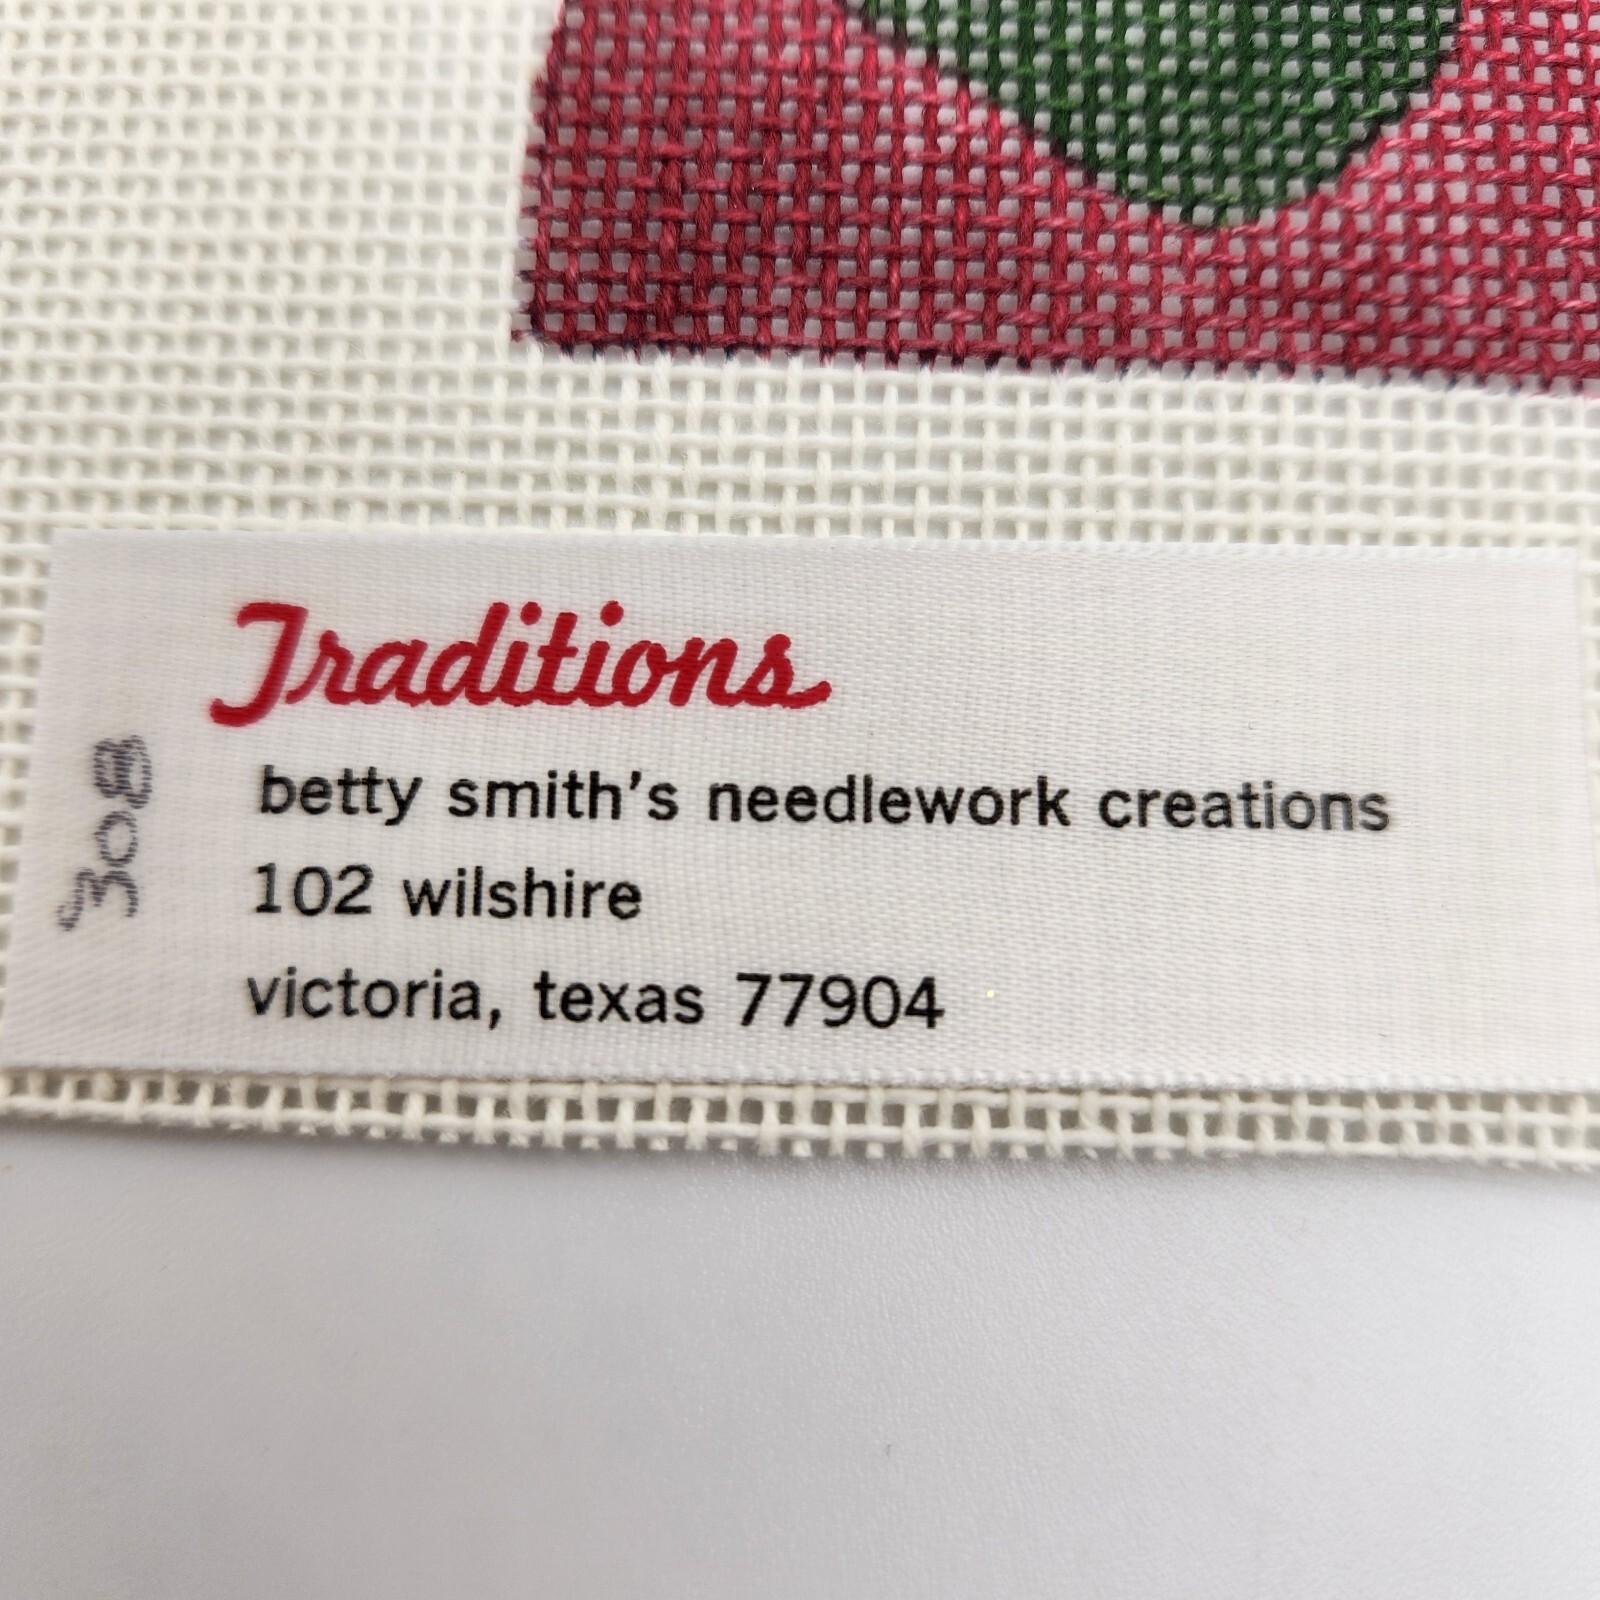 Traditions
betty smith's needlework creations
102 wilshire
victoria, texas 77904
308